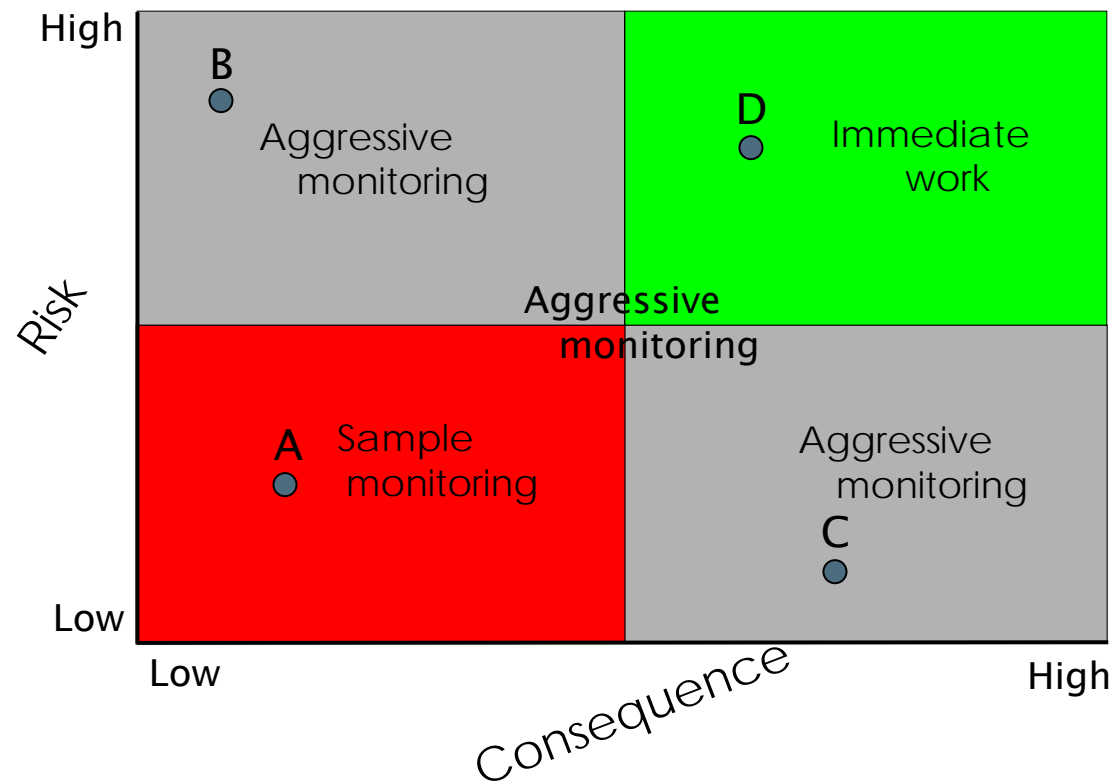 High
B
Aggressive
monitoring
D
Immediate
work
Risk
Aggressive
monitoring
A
Sample
monitoring
Aggressive
monitoring
C
Low
Low
Consequence
High